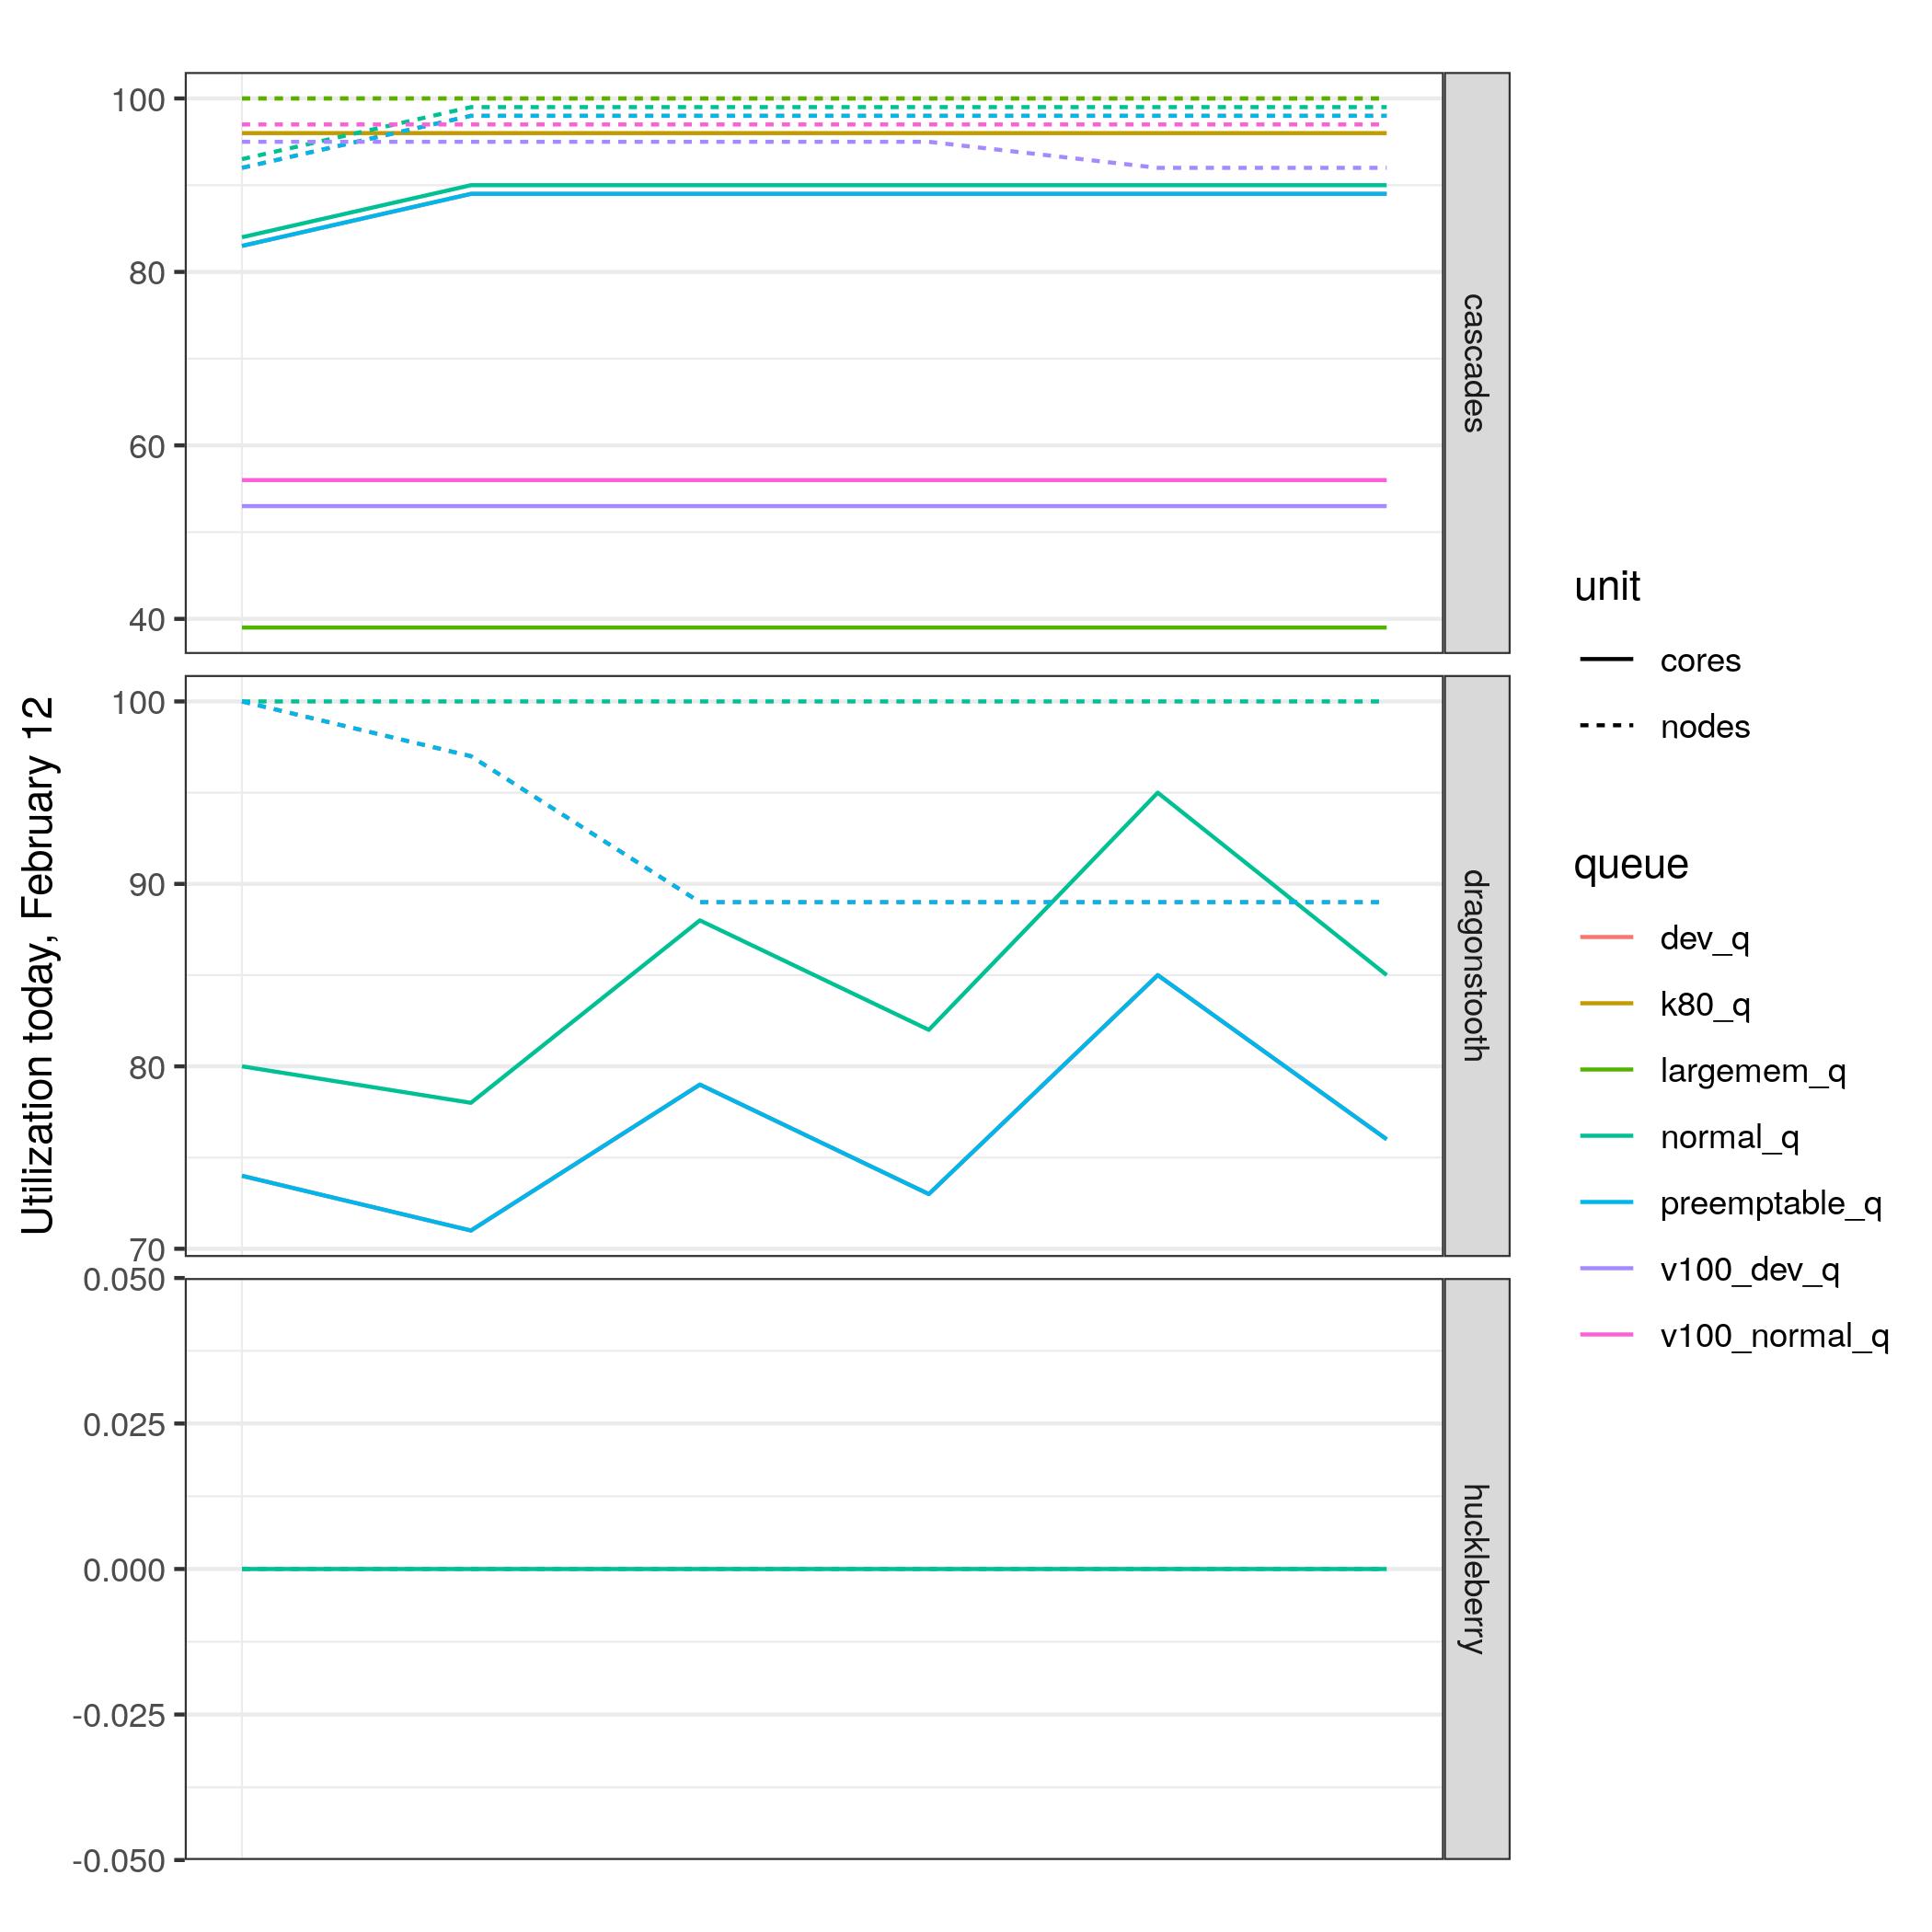 Utilization today, February 12
100
80
60
40
cascades
100
90
80
70
dragonstooth
0.050
0.025
0.000
-0.025
-0.050
huckleberry
unit
cores
nodes
queue
dev_q
k80_q
largemem_q
normal_q
preemptable_q
v100_dev_q
v100_normal_q